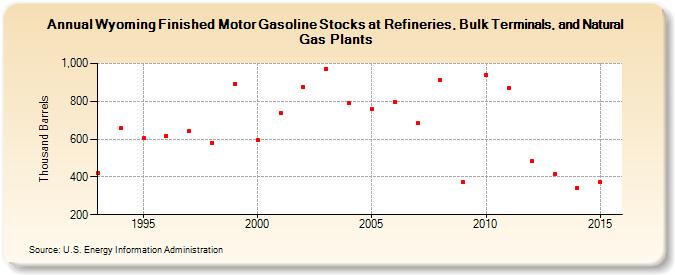 Annual Wyoming Finished Motor Gasoline Stocks at Refineries, Bulk Terminals, and Natural
Gas Plants
Thousand Barrels
1,000
800
600
400
200
1995 2000 2005 2010 2015
Source: U.S. Energy Information Administration